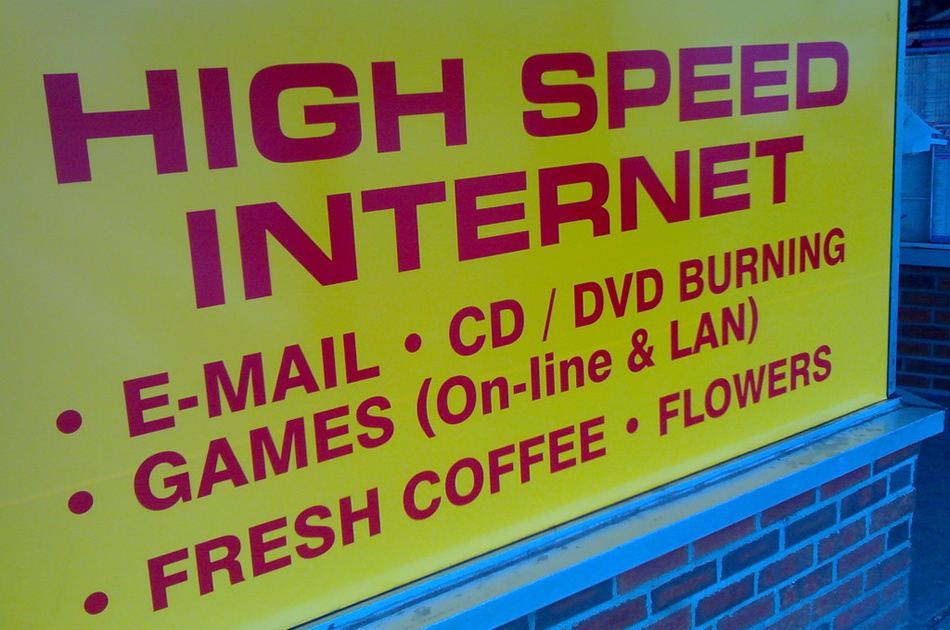 HIGH SPEED
INTERNET
• E-MAIL • CD / DVD BURNING
• GAMES (On-line & LAN)
• FRESH COFFEE • FLOWERS